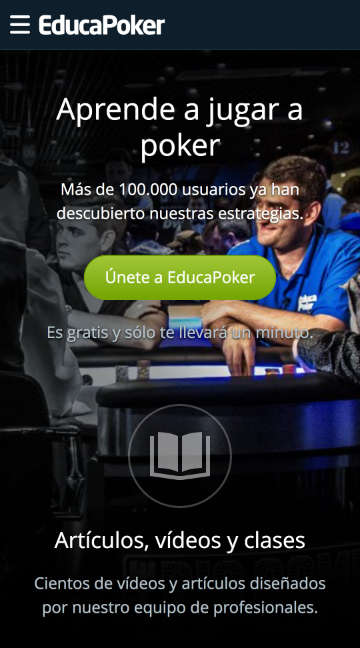 EducaPoker
Aprende a jugar a
poker
Más de 100.000 usuarios ya han
descubierto nuestras estrategias.
Únete a EducaPoker
Es gratis y sólo te llevará un minuto.
Artículos, vídeos y clases
Cientos de vídeos y artículos diseñados
por nuestro equipo de profesionales.